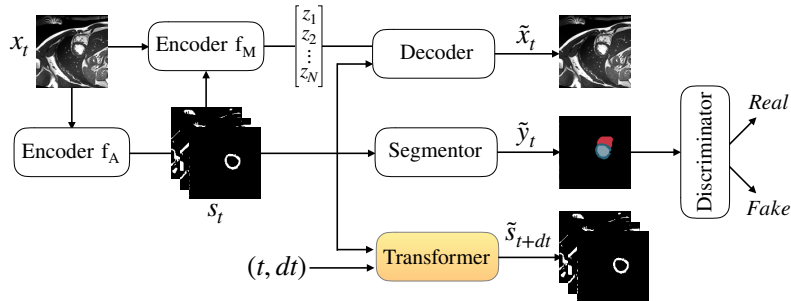 x_t
Encoder f_M
z_1
z_2
⋮
z_N
Decoder
x̃_t
Encoder f_A
s_t
Segmentor
ỹ_t
Discriminator
Real
Fake
(t, dt)
Transformer
s̃_{t+dt}